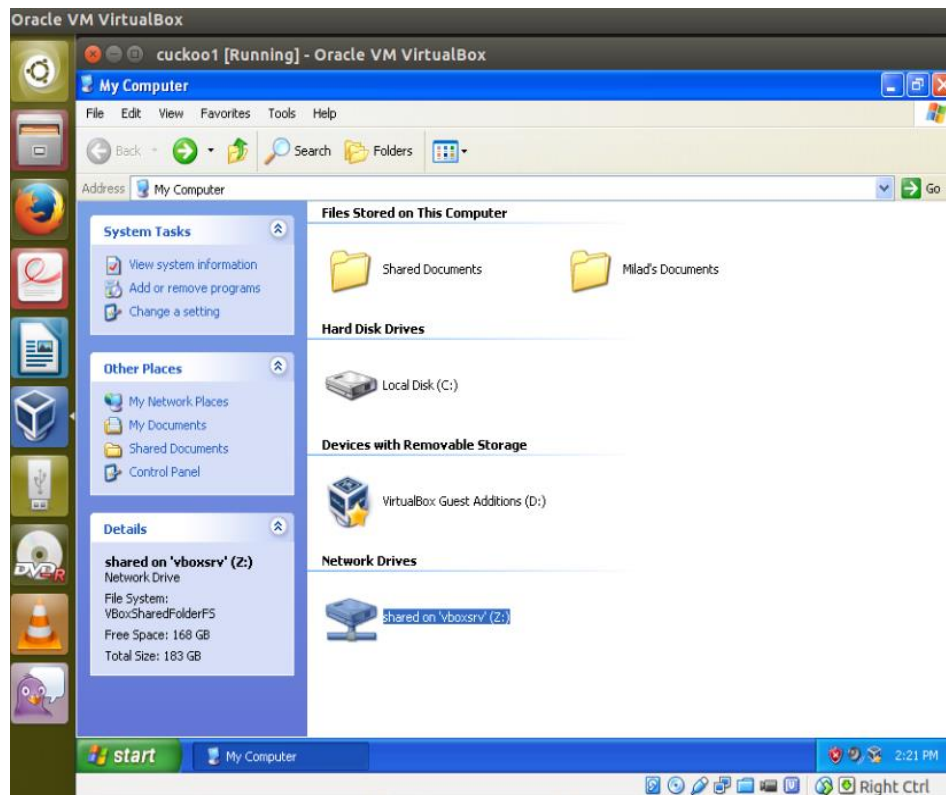 Oracle VM VirtualBox
cuckoo1 [Running] - Oracle VM VirtualBox
My Computer
File Edit View Favorites Tools Help
Back Search Folders
Address My Computer Go
Files Stored on This Computer
System Tasks
View system information
Add or remove programs
Change a setting
Shared Documents Milad's Documents
Hard Disk Drives
Other Places
My Network Places
My Documents
Shared Documents
Control Panel
Local Disk (C:)
Devices with Removable Storage
VirtualBox Guest Additions (D:)
Details
shared on 'vboxsrv' (Z:)
Network Drive
File System:
VBoxSharedFolderFS
Free Space: 168 GB
Total Size: 183 GB
Network Drives
shared on 'vboxsrv' (Z:)
DVD R
start My Computer 2:21 PM
Right Ctrl